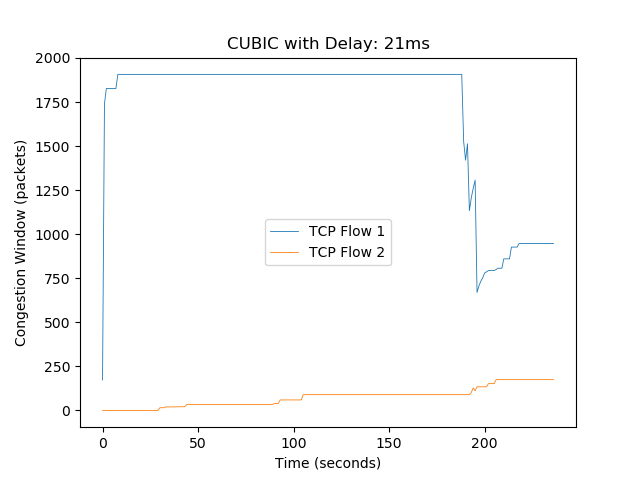 CUBIC with Delay: 21ms
2000
1750
1500
1250
1000
750
500
250
0
Congestion Window (packets)
TCP Flow 1
TCP Flow 2
0 50 100 150 200
Time (seconds)